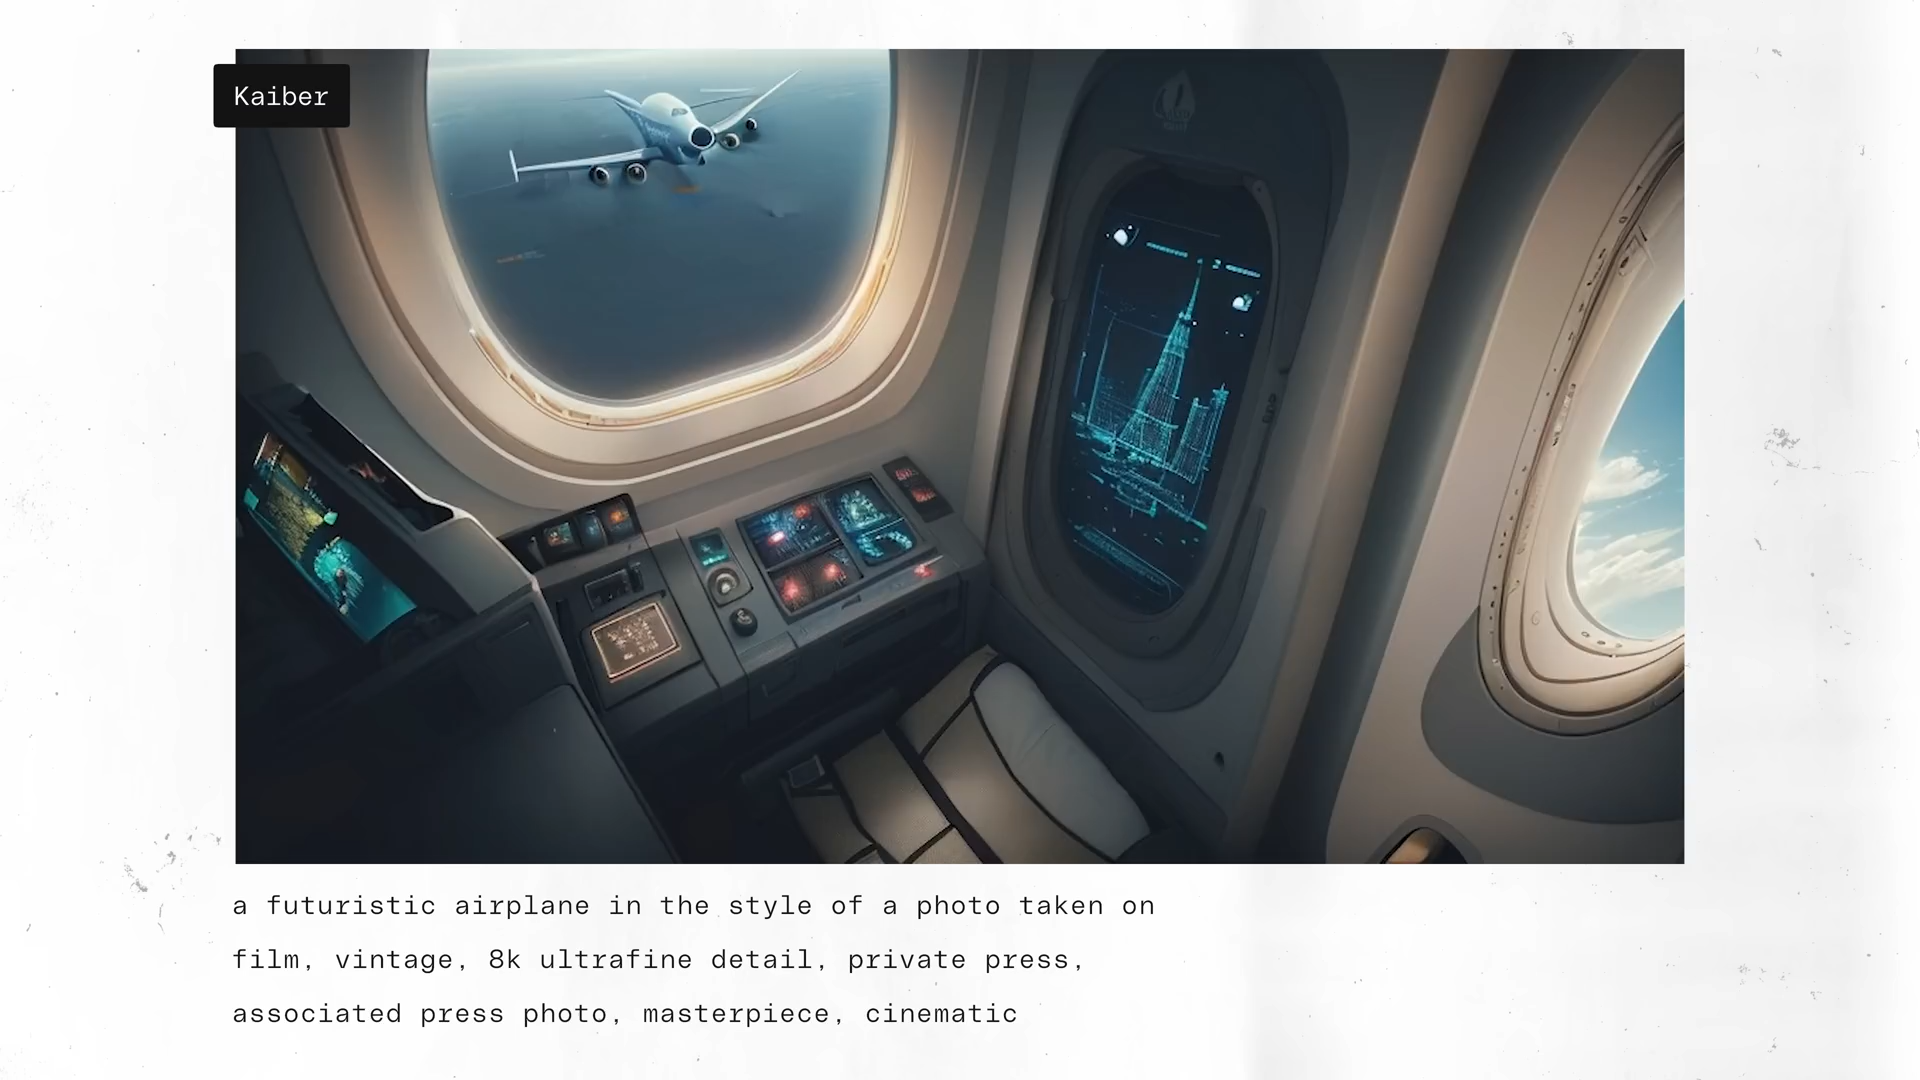 Kaiber
a futuristic airplane in the style of a photo taken on
film, vintage, 8k ultrafine detail, private press,
associated press photo, masterpiece, cinematic